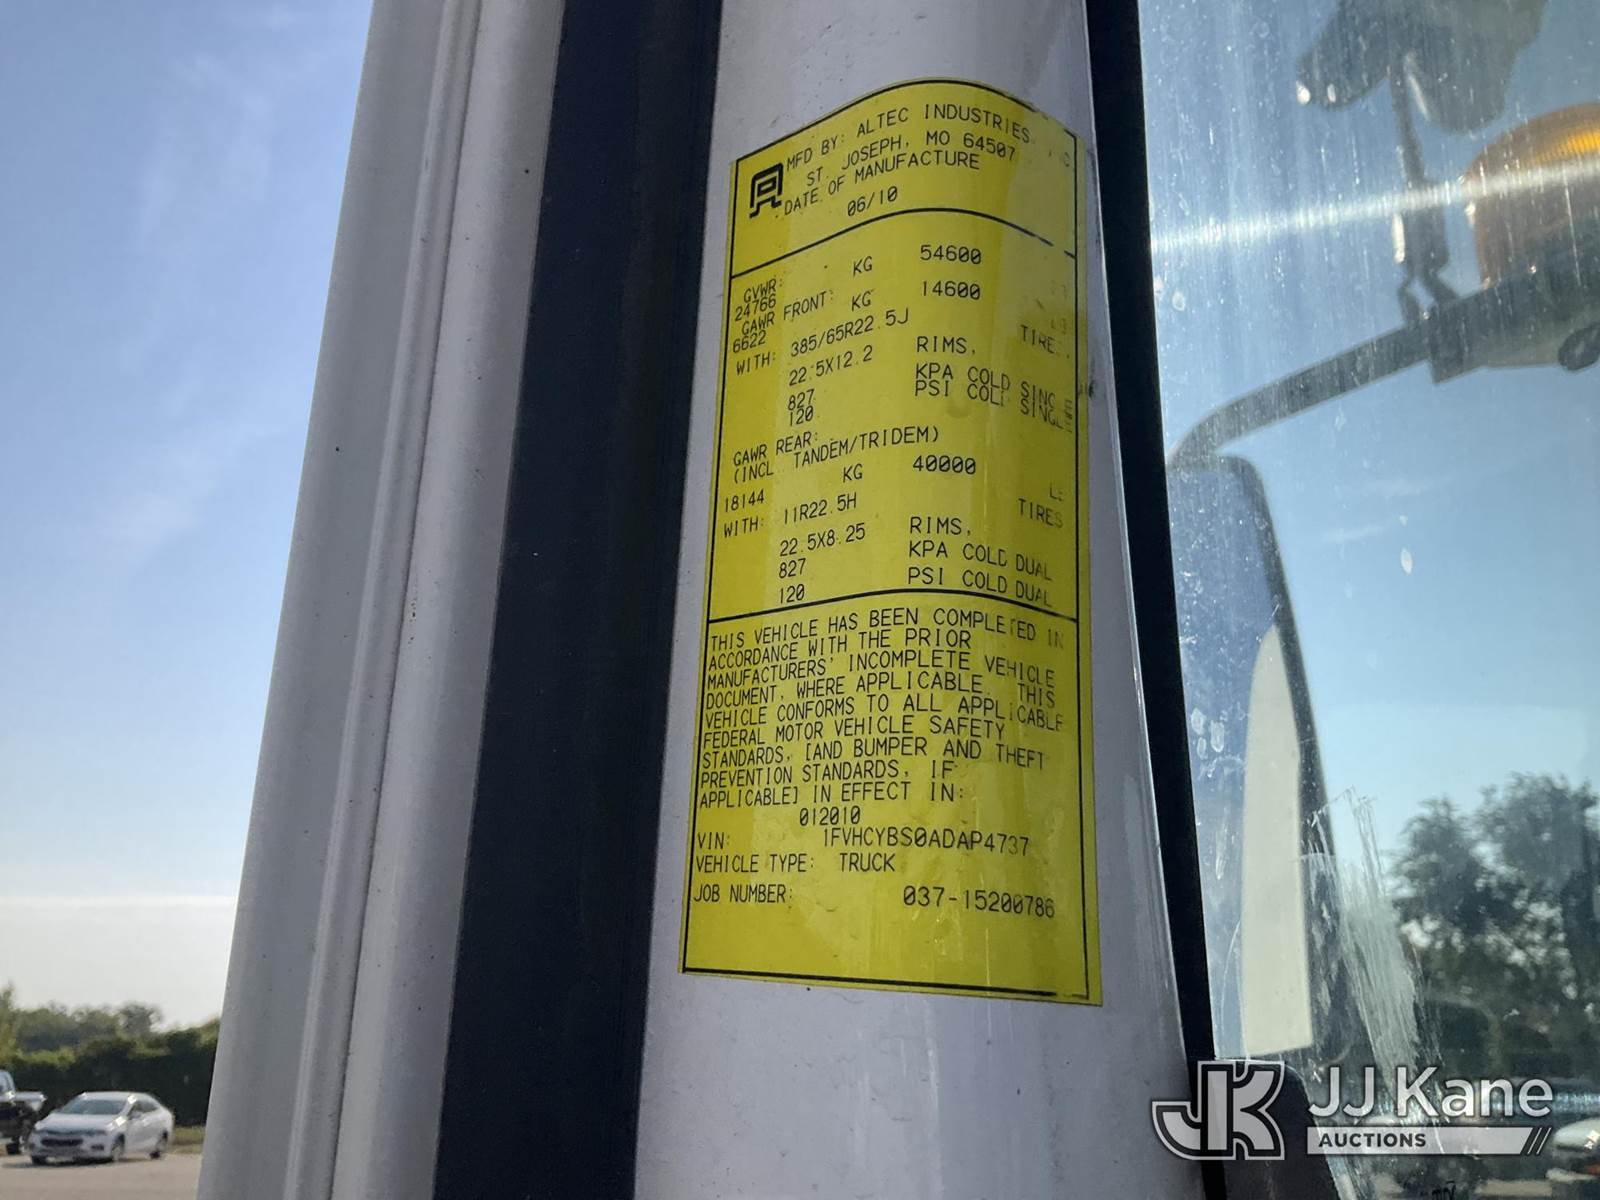 MFD BY: ALTEC INDUSTRIES
ST. JOSEPH, MO 64507
DATE OF MANUFACTURE
06/10
GVWR:
24766 KG 54600
GAWR FRONT:
6622 KG 14600 LB
WITH: 385/65R22.5J TIRES,
22.5X12.2 RIMS,
827 KPA COLD SINGLE
120 PSI COLD SINGLE
GAWR REAR:
(INCL. TANDEM/TRIDEM)
18144 KG 40000 LB
WITH: 11R22.5H TIRES
22.5X8.25 RIMS,
827 KPA COLD DUAL
120 PSI COLD DUAL
THIS VEHICLE HAS BEEN COMPLETED IN
ACCORDANCE WITH THE PRIOR
MANUFACTURERS' INCOMPLETE VEHICLE
DOCUMENT, WHERE APPLICABLE. THIS
VEHICLE CONFORMS TO ALL APPLICABLE
FEDERAL MOTOR VEHICLE SAFETY
STANDARDS, [AND BUMPER AND THEFT
PREVENTION STANDARDS, IF
APPLICABLE] IN EFFECT IN:
012010
VIN: 1FVHCYBS0ADAP4737
VEHICLE TYPE: TRUCK
JOB NUMBER: 037-15200786
JK JJ Kane
AUCTIONS